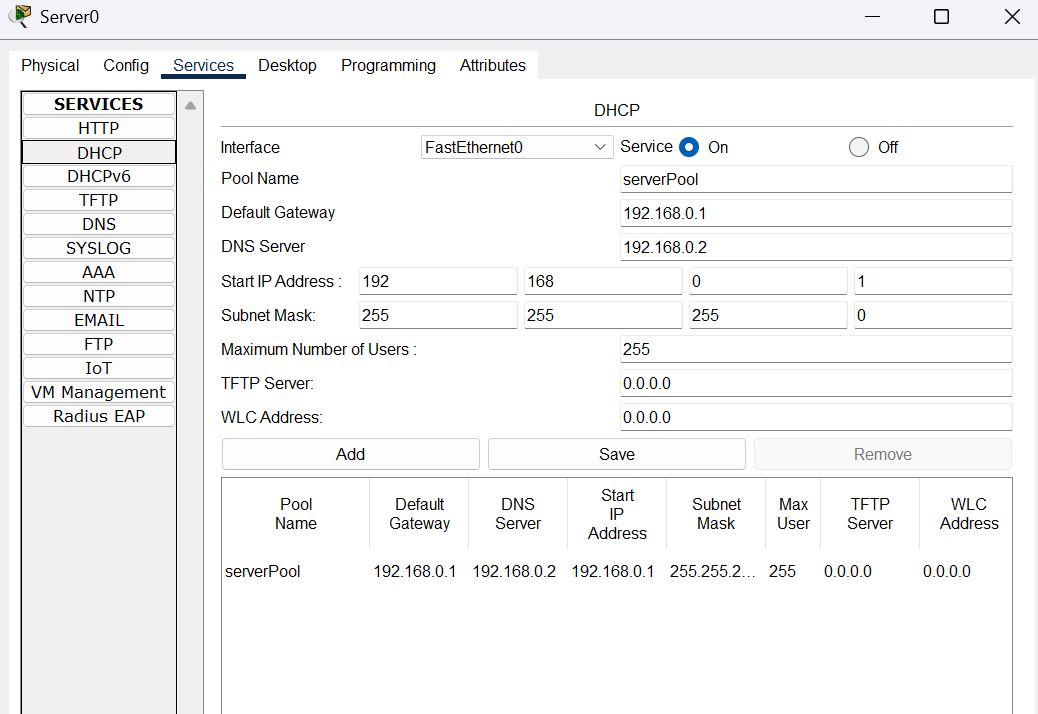 Server0
Physical Config Services Desktop Programming Attributes
SERVICES
HTTP
DHCP
DHCPv6
TFTP
DNS
SYSLOG
AAA
NTP
EMAIL
FTP
IoT
VM Management
Radius EAP
DHCP
Interface FastEthernet0 Service On Off
Pool Name serverPool
Default Gateway 192.168.0.1
DNS Server 192.168.0.2
Start IP Address : 192 168 0 1
Subnet Mask: 255 255 255 0
Maximum Number of Users : 255
TFTP Server: 0.0.0.0
WLC Address: 0.0.0.0
Add Save Remove
Pool Name Default Gateway DNS Server Start IP Address Subnet Mask Max User TFTP Server WLC Address
serverPool 192.168.0.1 192.168.0.2 192.168.0.1 255.255.2... 255 0.0.0.0 0.0.0.0